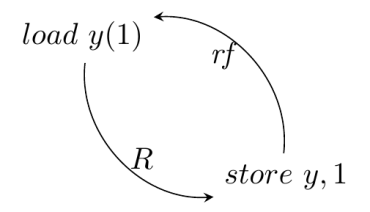 load y(1)
rf
R
store y, 1